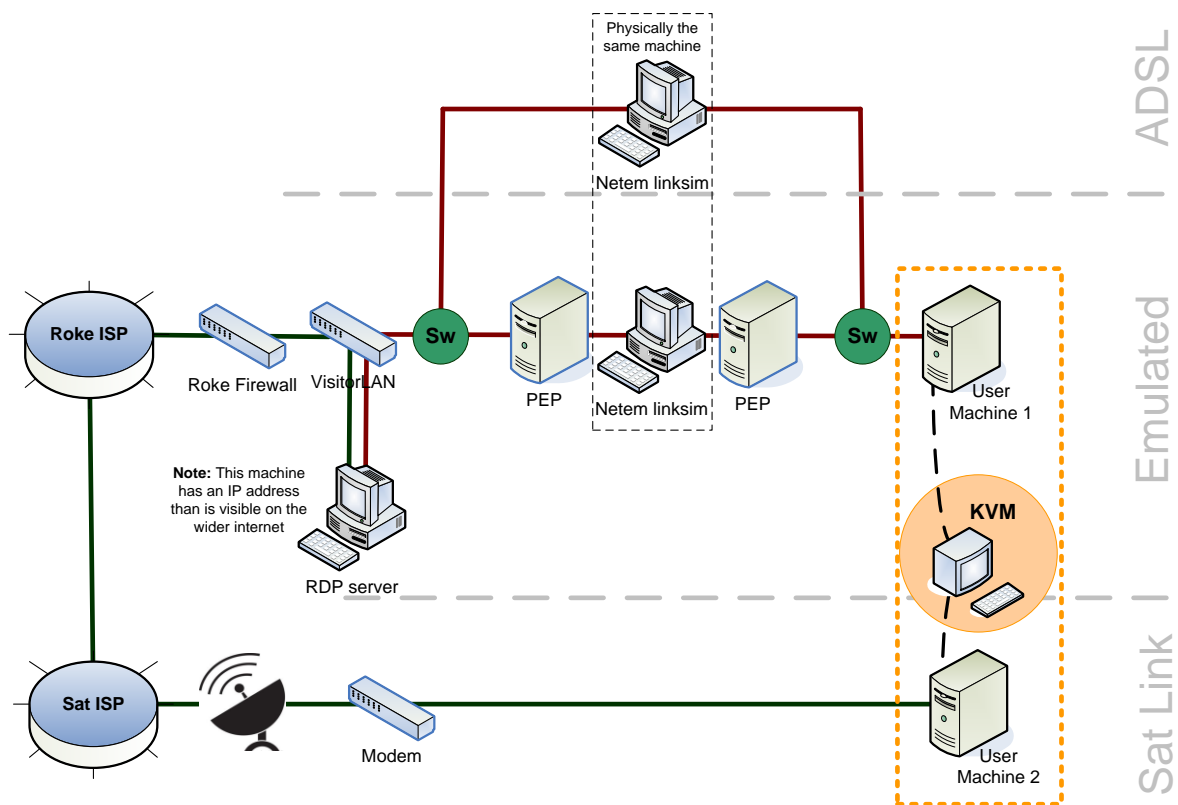 Physically the
same machine
ADSL
Netem linksim
Roke ISP
Roke Firewall
VisitorLAN
Sw
PEP
Netem linksim
PEP
Sw
User
Machine 1
Emulated
Note: This machine
has an IP address
than is visible on the
wider internet
RDP server
KVM
Sat ISP
Modem
User
Machine 2
Sat Link